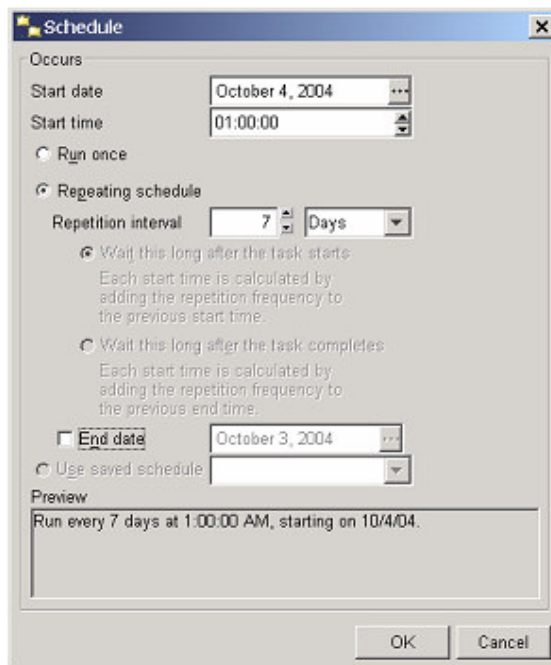 Schedule
Occurs
Start date October 4, 2004 ...
Start time 01:00:00
Run once
Repeating schedule
Repetition interval 7 Days
Wait this long after the task starts
Each start time is calculated by
adding the repetition frequency to
the previous start time.
Wait this long after the task completes
Each start time is calculated by
adding the repetition frequency to
the previous end time.
End date October 3, 2004 ...
Use saved schedule
Preview
Run every 7 days at 1:00:00 AM, starting on 10/4/04.
OK Cancel